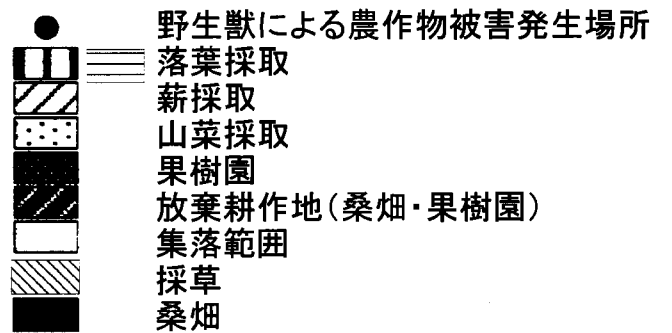 野生獣による農作物被害発生場所
落葉採取
薪採取
山菜採取
果樹園
放棄耕作地(桑畑・果樹園)
集落範囲
採草
桑畑